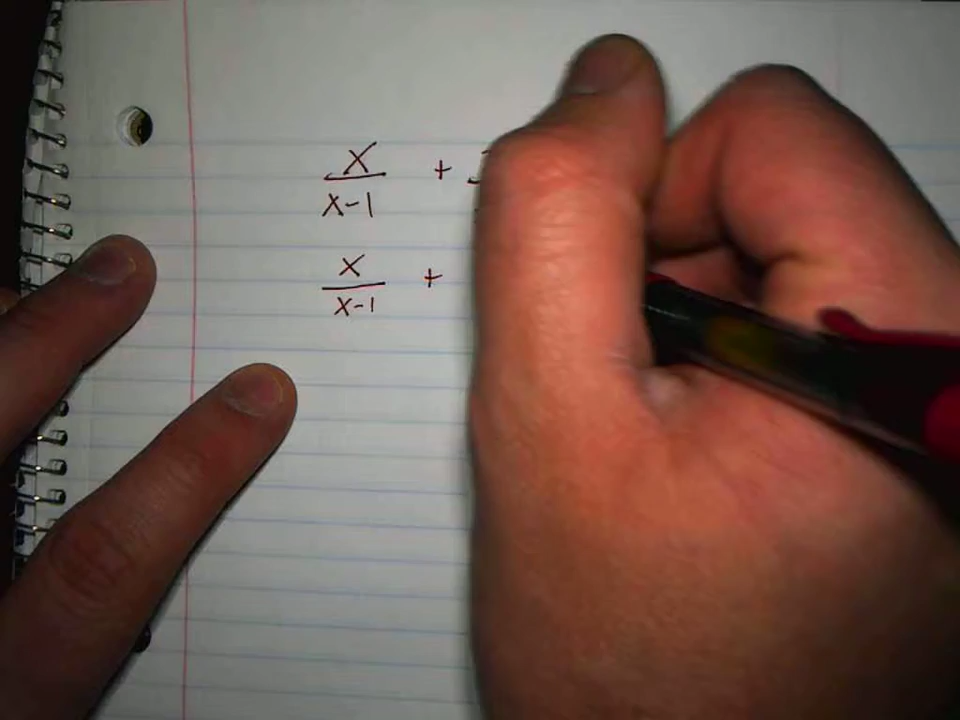 x/(x-1) +
x/(x-1) +